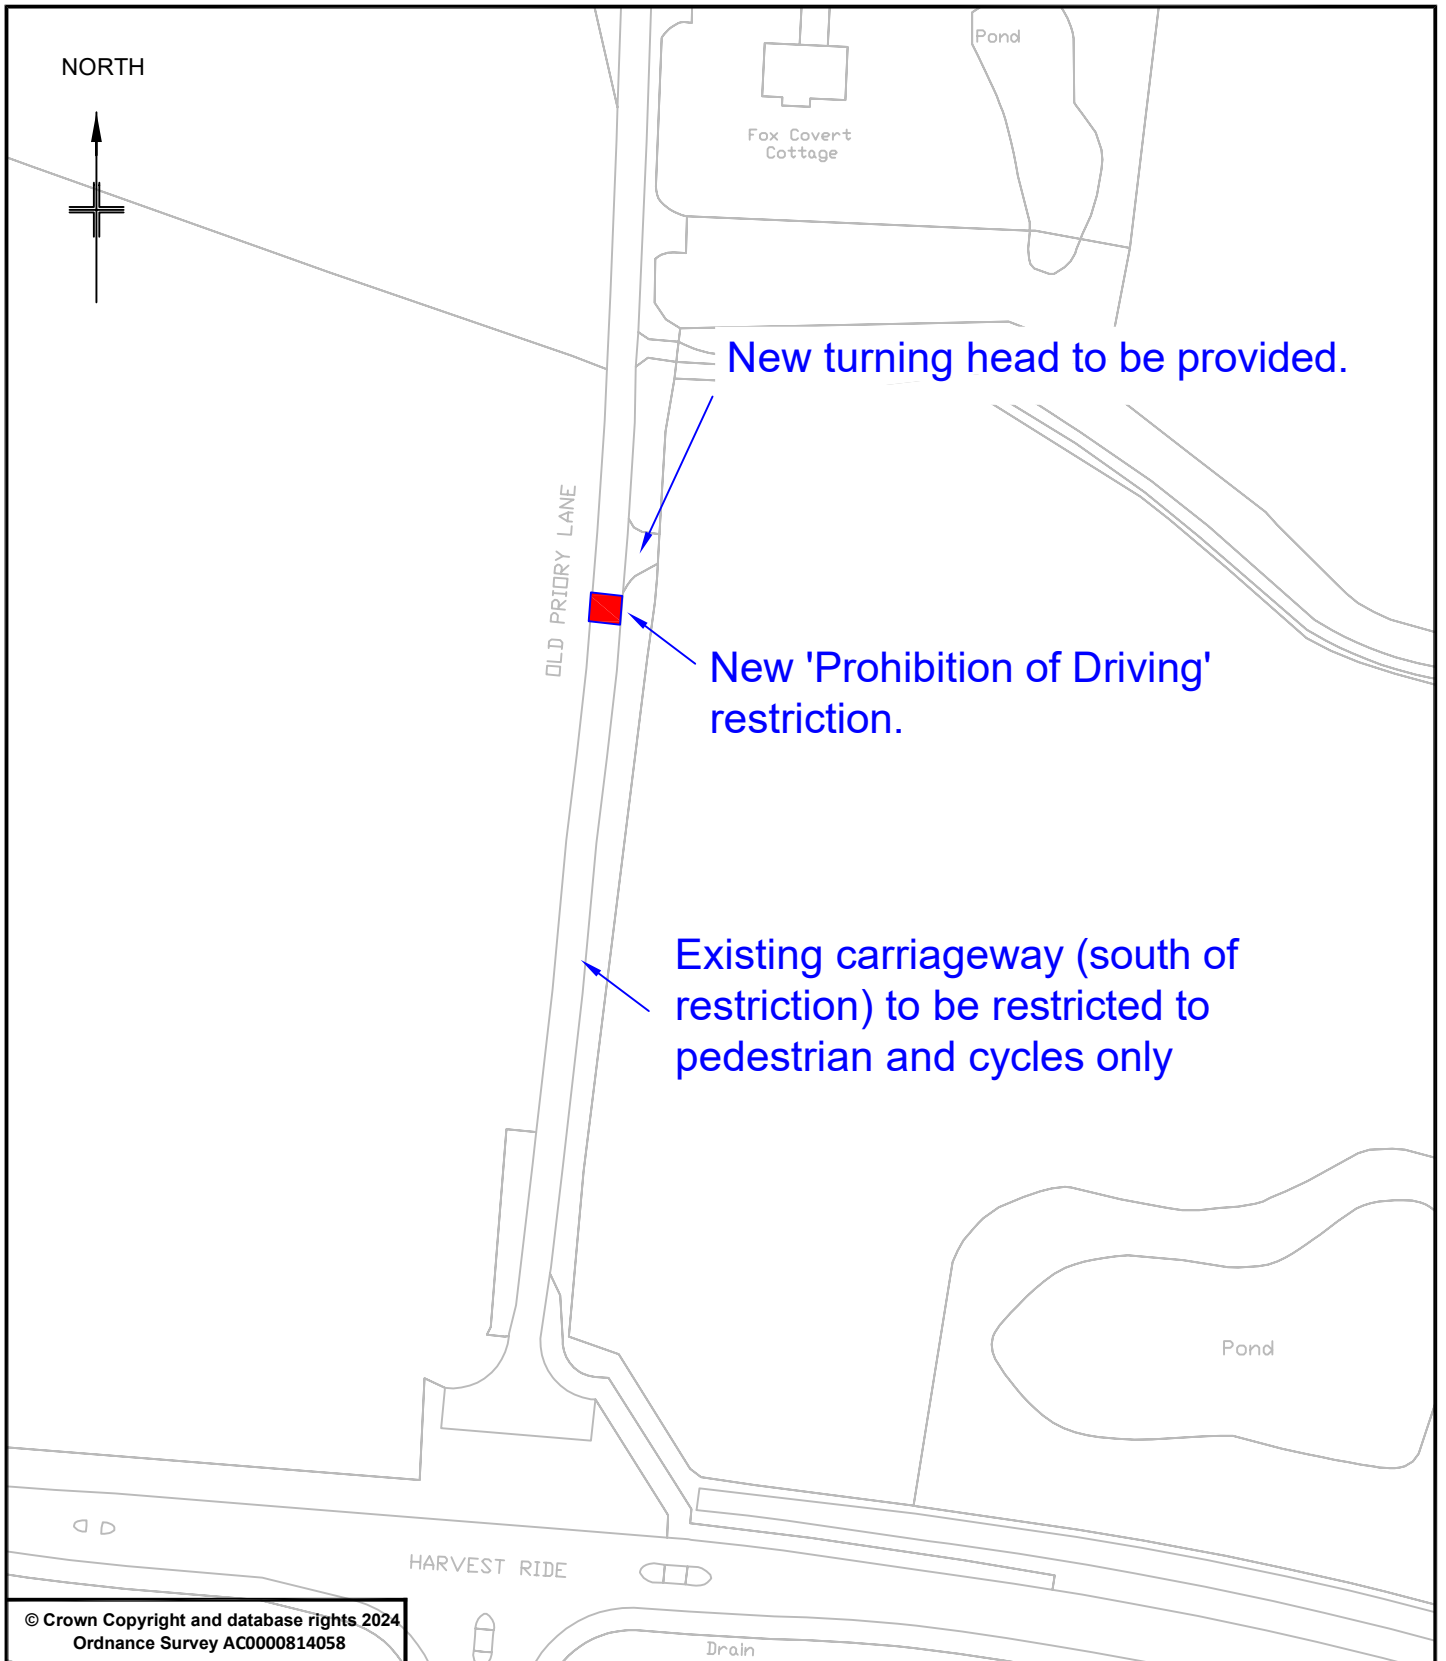 Pond
NORTH
Fox Covert
Cottage
New turning head to be provided.
OLD PRIORY LANE
New 'Prohibition of Driving'
restriction.
Existing carriageway (south of
restriction) to be restricted to
pedestrian and cycles only
Pond
HARVEST RIDE
© Crown Copyright and database rights 2024
Ordnance Survey AC0000814058
Drain